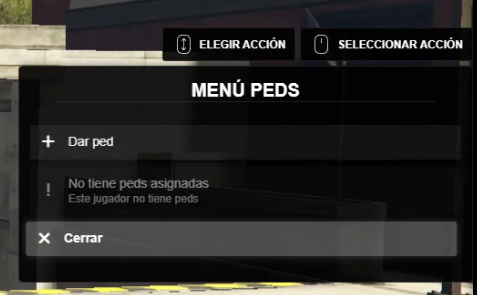 ELEGIR ACCIÓN
SELECCIONAR ACCIÓN
MENÚ PEDS
Dar ped
No tiene peds asignadas
Este jugador no tiene peds
Cerrar